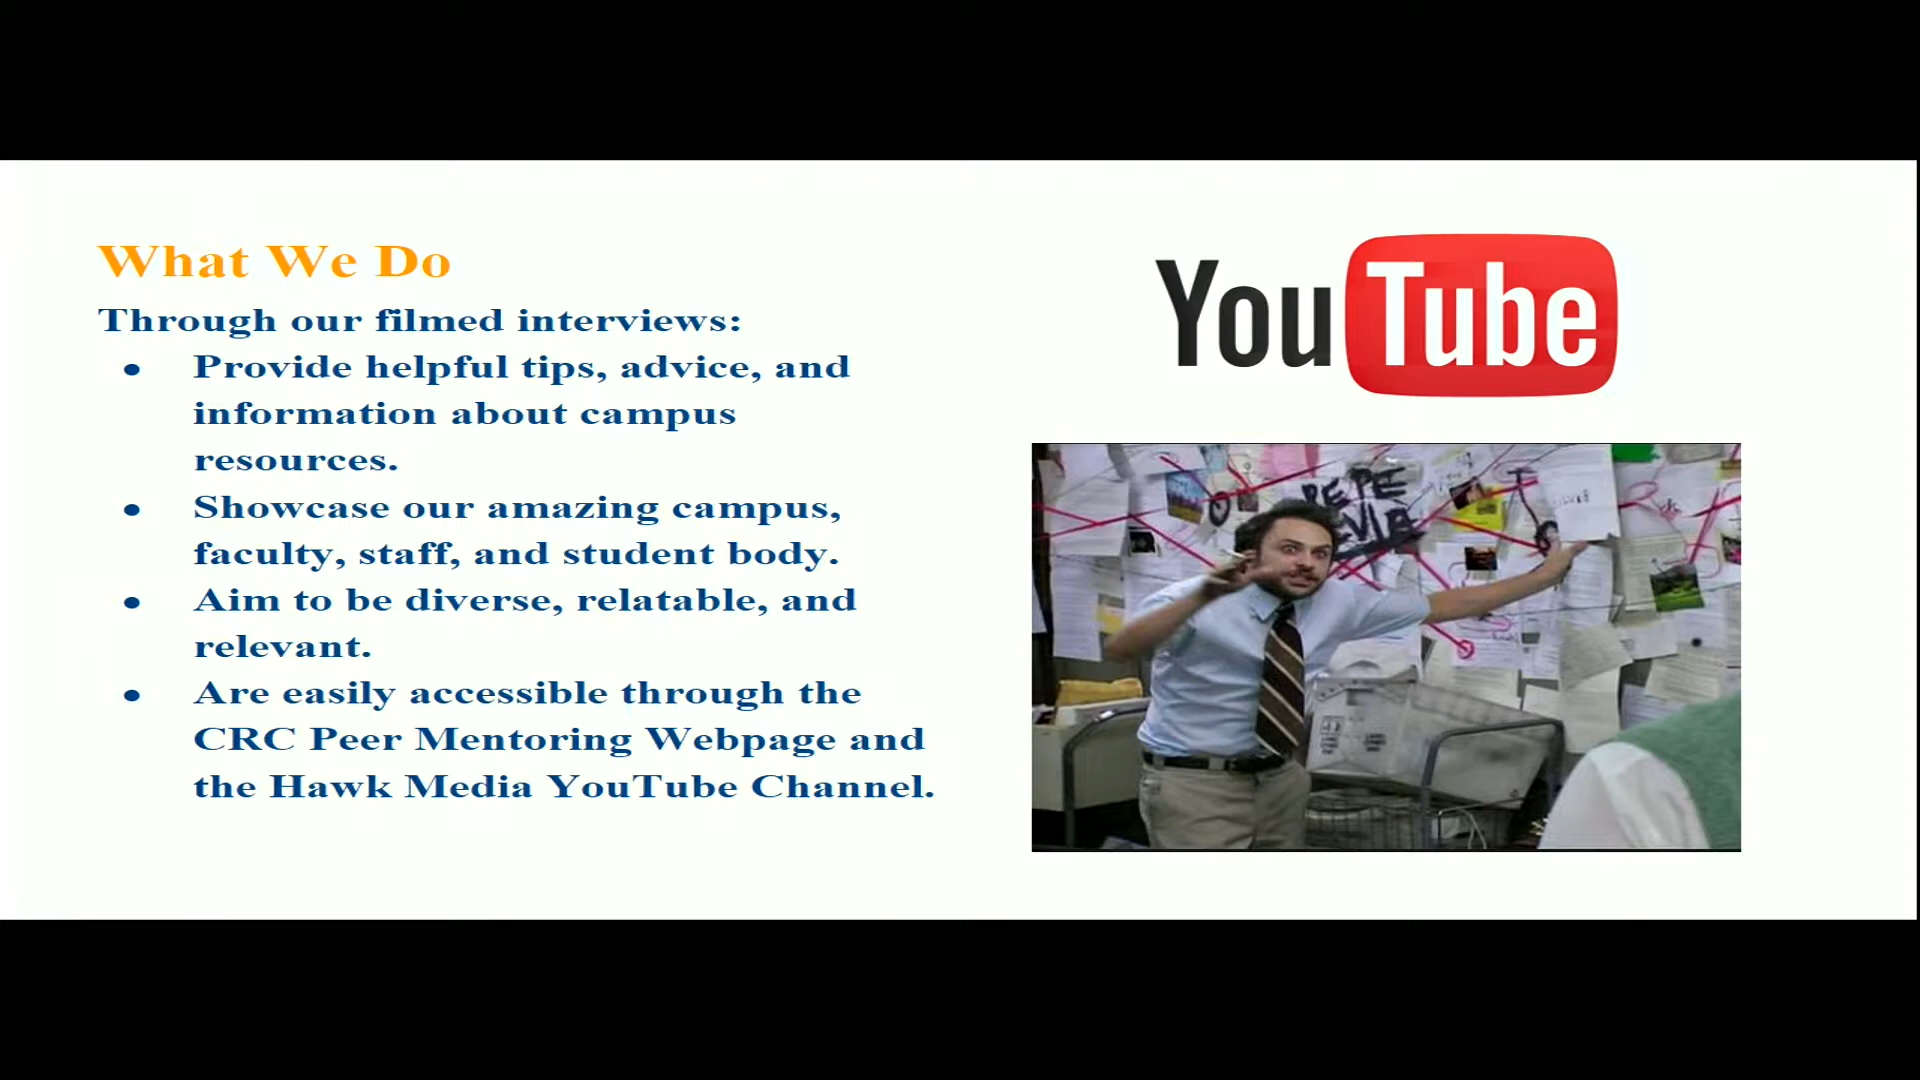 What We Do
Through our filmed interviews:
• Provide helpful tips, advice, and
information about campus
resources.
• Showcase our amazing campus,
faculty, staff, and student body.
• Aim to be diverse, relatable, and
relevant.
• Are easily accessible through the
CRC Peer Mentoring Webpage and
the Hawk Media YouTube Channel.
YouTube
PEPE